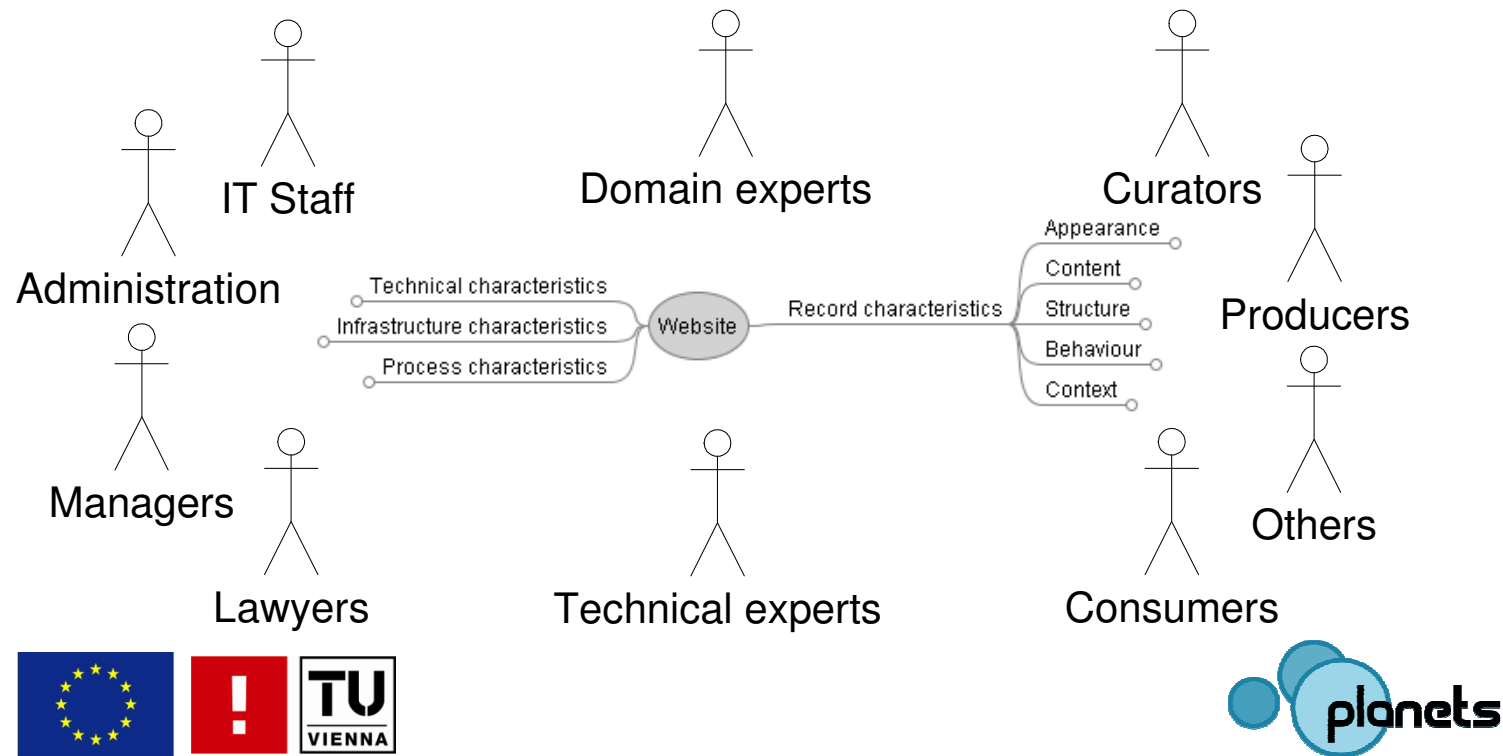 IT Staff
Domain experts
Curators
Administration
Producers
Appearance
Content
Structure
Behaviour
Context
Record characteristics
Website
Technical characteristics
Infrastructure characteristics
Process characteristics
Managers
Others
Lawyers
Technical experts
Consumers
!
TU
VIENNA
planets